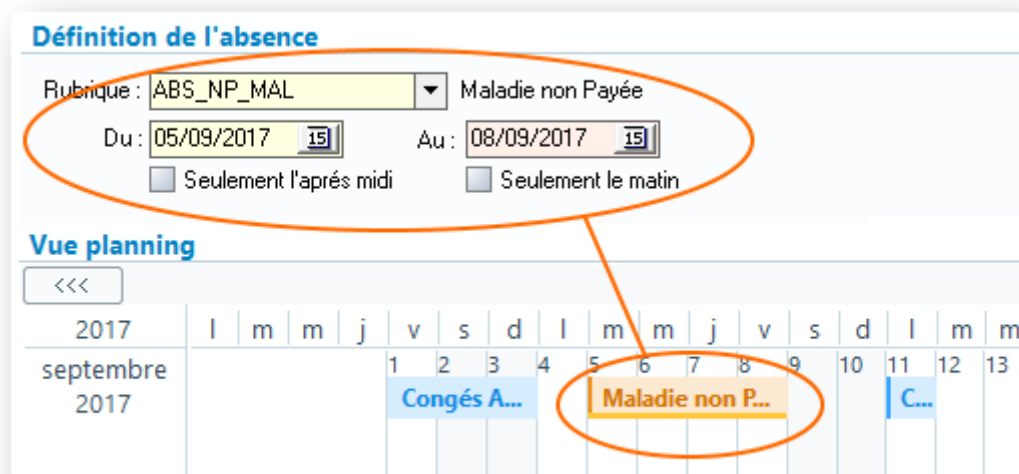 Définition de l'absence
Rubrique : ABS_NP_MAL Maladie non Payée
Du : 05/09/2017 15 Au : 08/09/2017 15
Seulement l'aprés midi Seulement le matin
Vue planning
<<<
2017 l m m j v s d l m m j v s d l m m
septembre 1 2 3 4 5 6 7 8 9 10 11 12 13
2017 Congés A... Maladie non P... C...